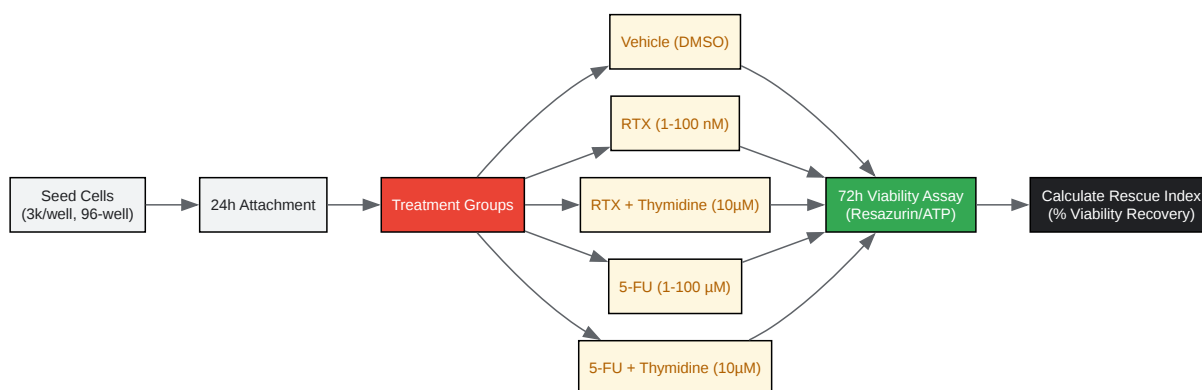 Seed Cells
(3k/well, 96-well)
24h Attachment
Treatment Groups
Vehicle (DMSO)
RTX (1-100 nM)
RTX + Thymidine (10µM)
5-FU (1-100 µM)
5-FU + Thymidine (10µM)
72h Viability Assay
(Resazurin/ATP)
Calculate Rescue Index
(% Viability Recovery)